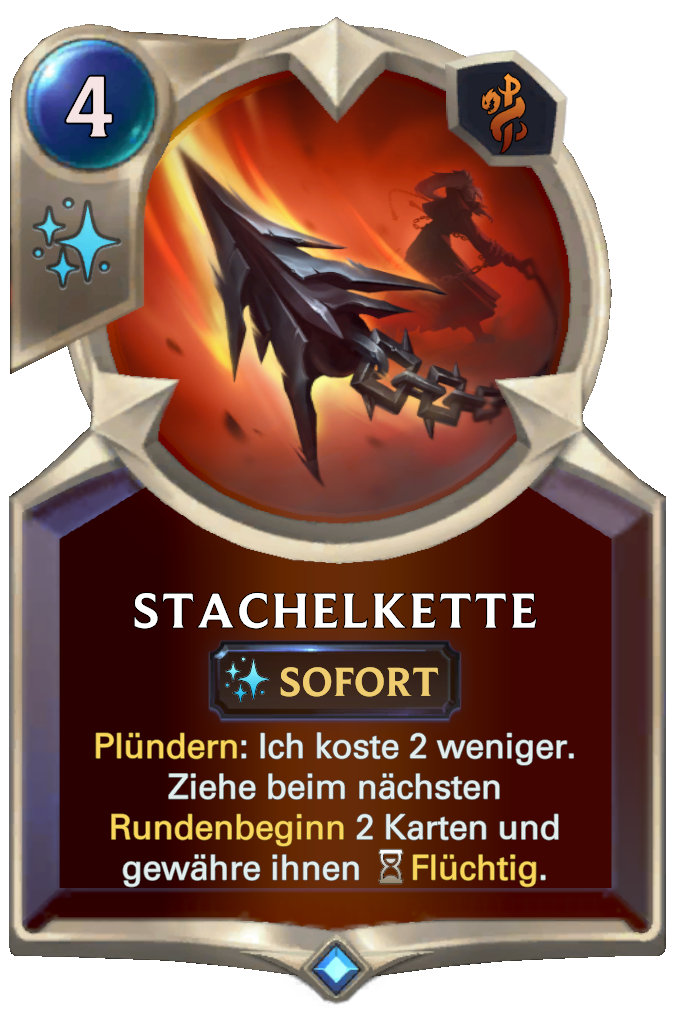 4
STACHELKETTE
SOFORT
Plündern: Ich koste 2 weniger.
Ziehe beim nächsten
Rundenbeginn 2 Karten und
gewähre ihnen Flüchtig.